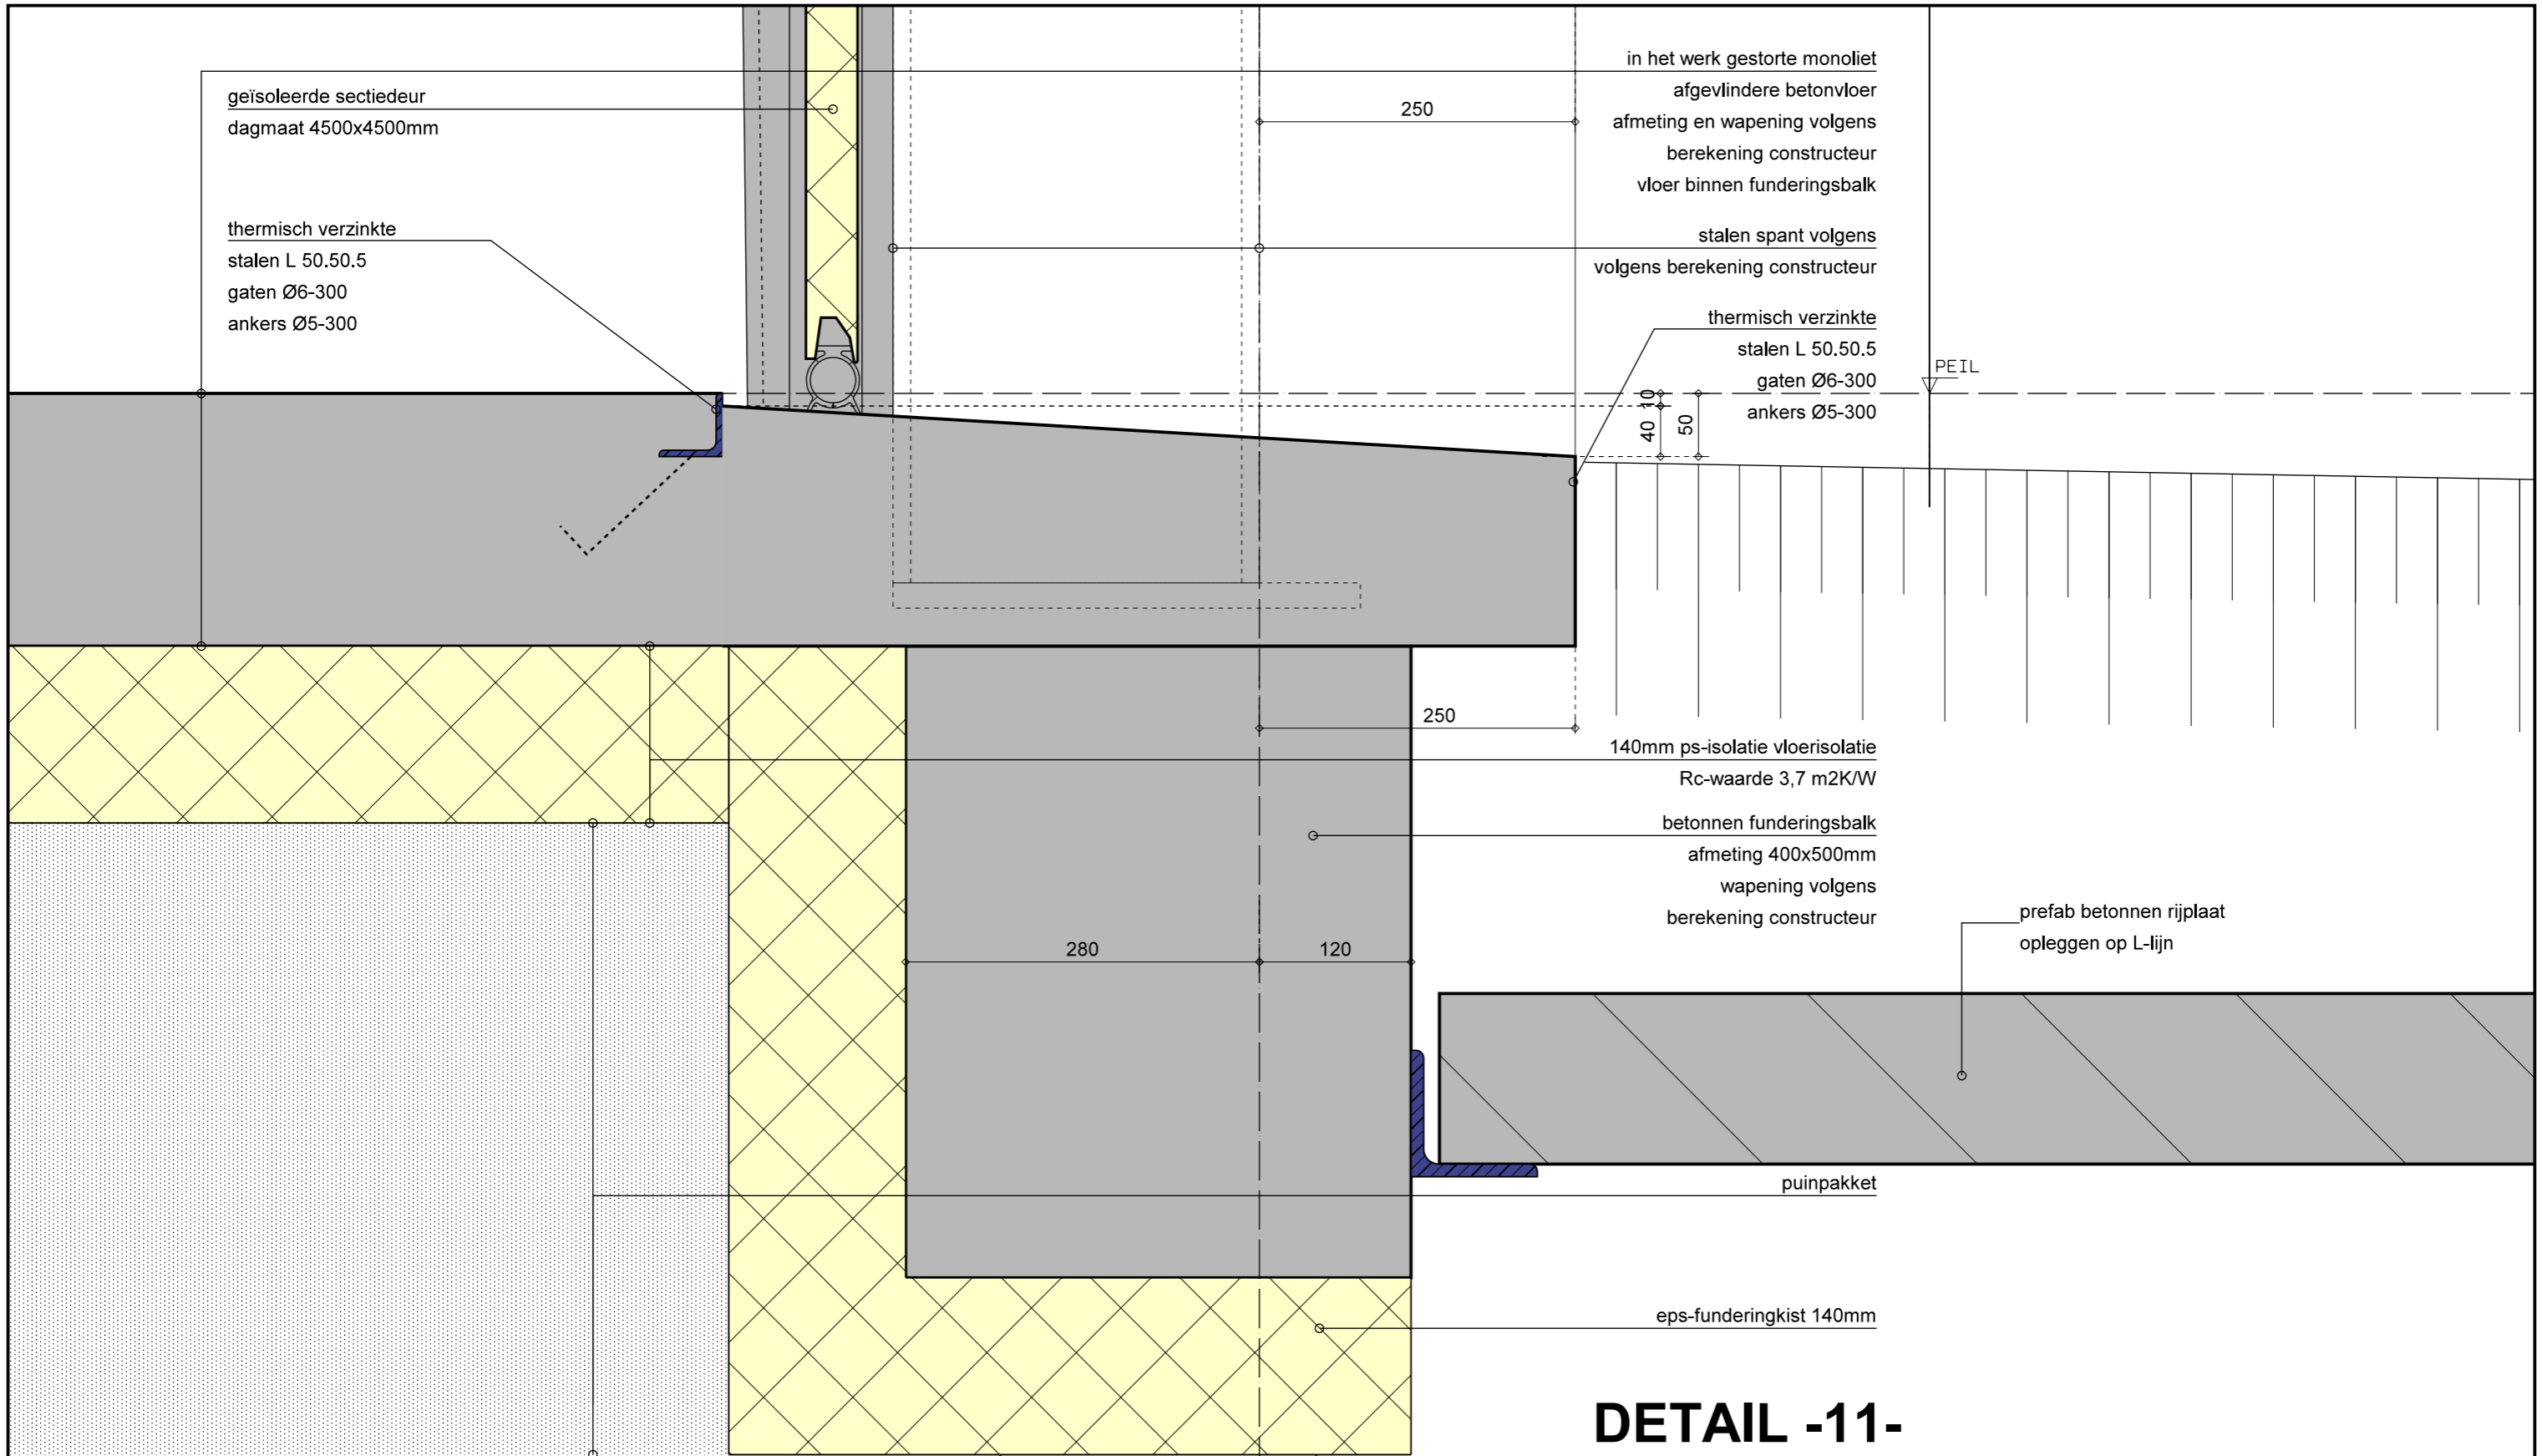 in het werk gestorte monoliet
afgevlindere betonvloer
afmeting en wapening volgens
berekening constructeur
vloer binnen funderingsbalk
geïsoleerde sectiedeur
dagmaat 4500x4500mm
250
thermisch verzinkte
stalen L 50.50.5
gaten Ø6-300
ankers Ø5-300
stalen spant volgens
volgens berekening constructeur
thermisch verzinkte
stalen L 50.50.5
gaten Ø6-300
ankers Ø5-300
PEIL
10
40
50
250
140mm ps-isolatie vloerisolatie
Rc-waarde 3,7 m2K/W
betonnen funderingsbalk
afmeting 400x500mm
wapening volgens
berekening constructeur
prefab betonnen rijplaat
opleggen op L-lijn
280
120
puinpakket
eps-funderingkist 140mm
DETAIL -11-